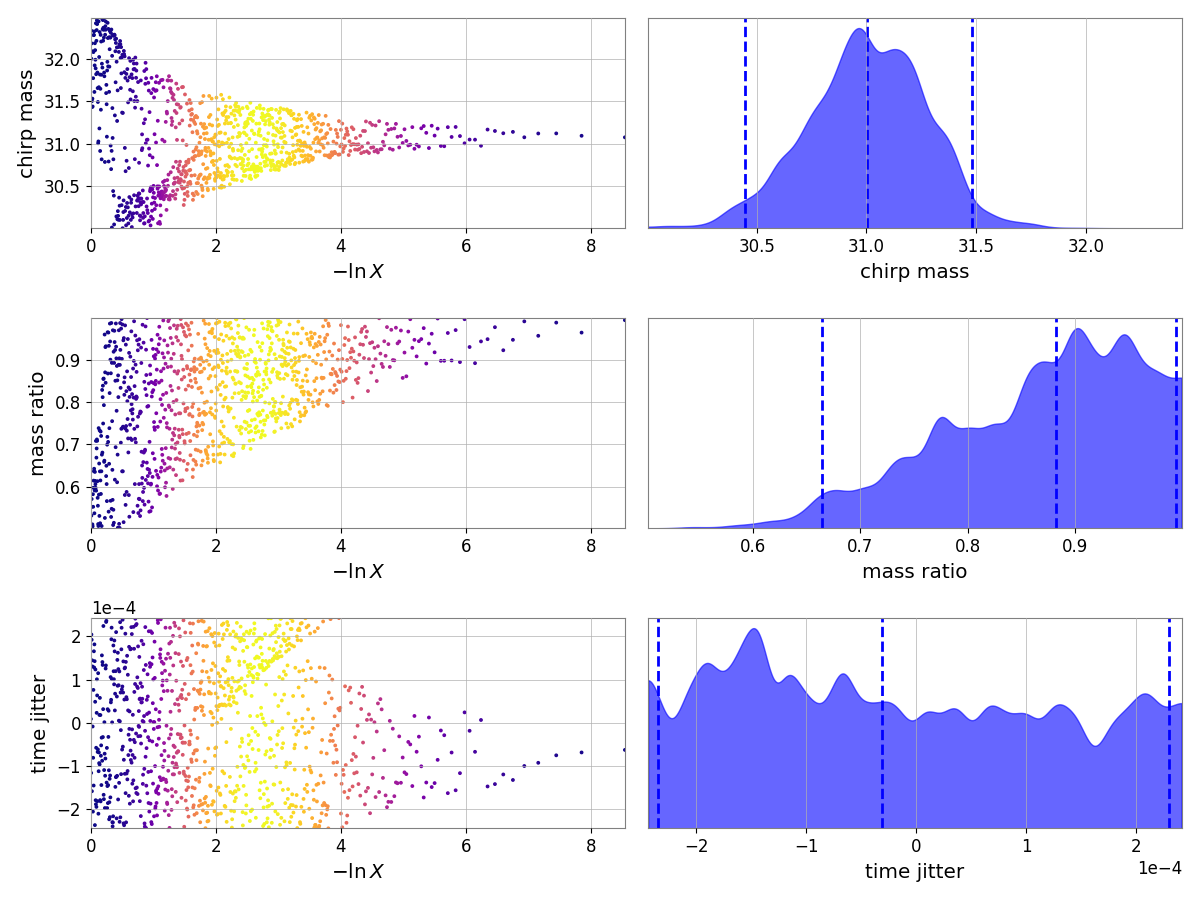 32.0
31.5
31.0
30.5
chirp mass
0 2 4 6 8
−ln X
30.5 31.0 31.5 32.0
chirp mass
0.9
0.8
0.7
0.6
mass ratio
0 2 4 6 8
−ln X
0.6 0.7 0.8 0.9
mass ratio
1e−4
2
1
0
−1
−2
time jitter
0 2 4 6 8
−ln X
−2 −1 0 1 2
1e−4
time jitter